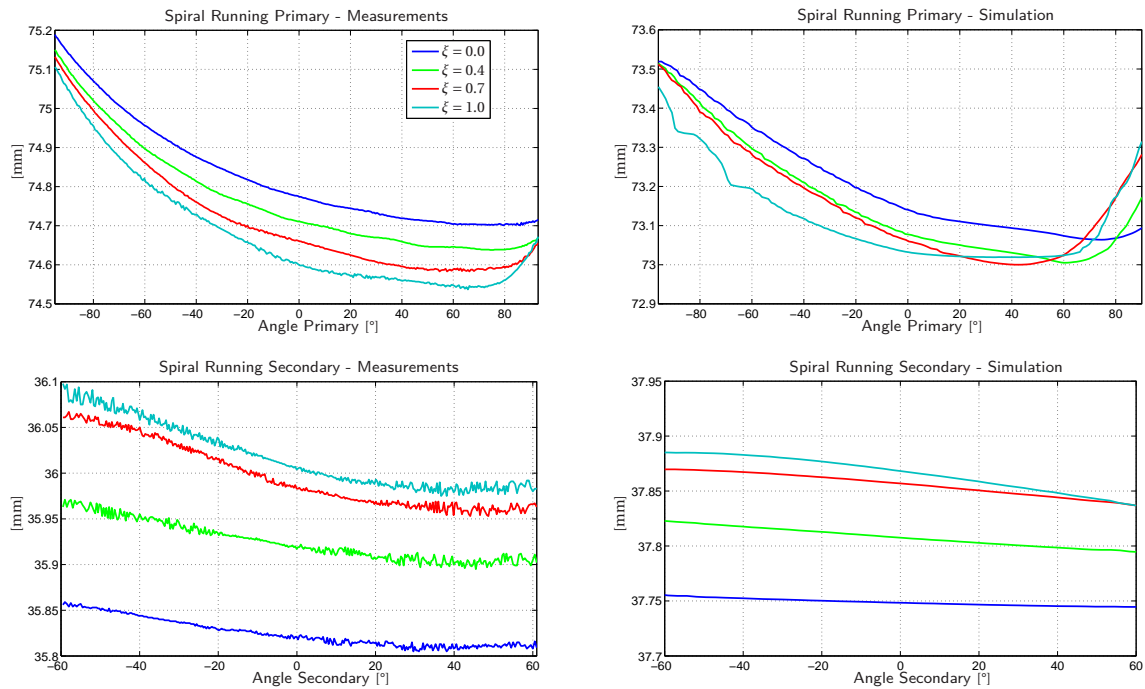 Spiral Running Primary - Measurements
75.2
75.1
75
74.9
74.8
74.7
74.6
74.5
[mm]
ξ = 0.0
ξ = 0.4
ξ = 0.7
ξ = 1.0
−80 −60 −40 −20 0 20 40 60 80
Angle Primary [°]
Spiral Running Primary - Simulation
73.6
73.5
73.4
73.3
73.2
73.1
73
72.9
[mm]
−80 −60 −40 −20 0 20 40 60 80
Angle Primary [°]
Spiral Running Secondary - Measurements
36.1
36.05
36
35.95
35.9
35.85
35.8
[mm]
−60 −40 −20 0 20 40 60
Angle Secondary [°]
Spiral Running Secondary - Simulation
37.95
37.9
37.85
37.8
37.75
37.7
[mm]
−60 −40 −20 0 20 40 60
Angle Secondary [°]